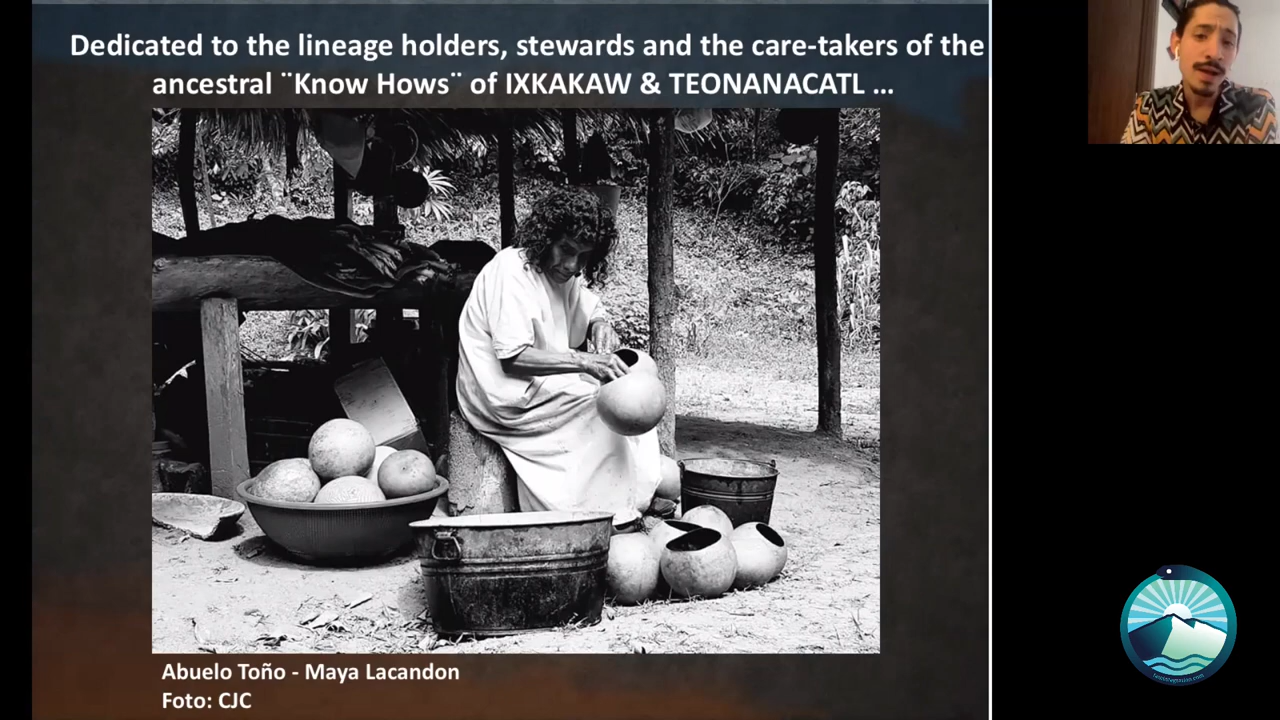 Dedicated to the lineage holders, stewards and the care-takers of the
ancestral ¨Know Hows¨ of IXKAKAW & TEONANACATL ...
Abuelo Toño - Maya Lacandon
Foto: CJC